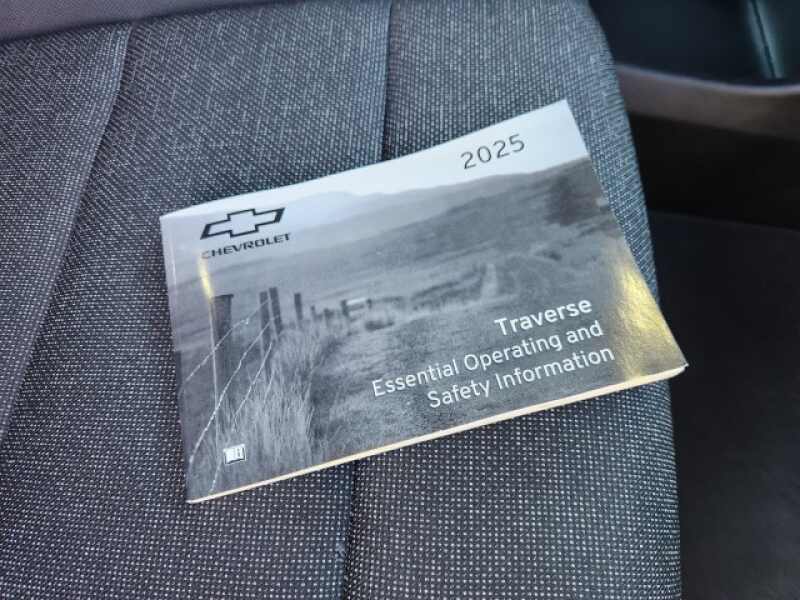 2025
CHEVROLET
Traverse
Essential Operating and
Safety Information